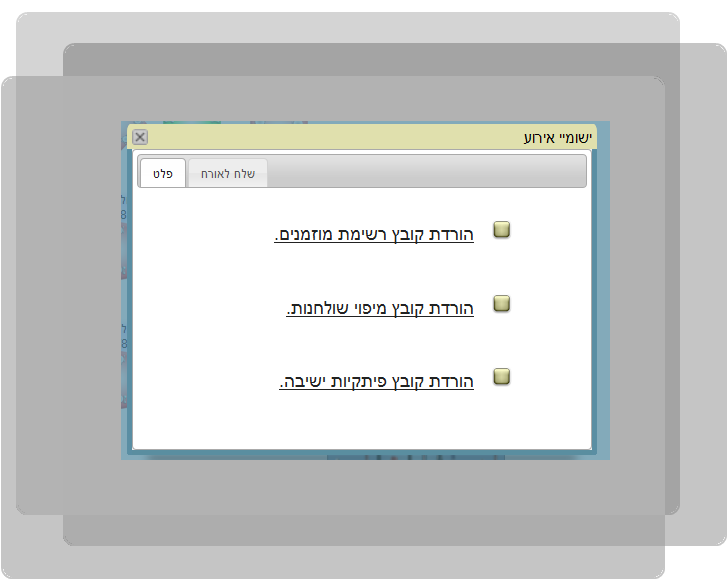 ישומיי אירוע
פלט
שלח לאורח
הורדת קובץ רשימת מוזמנים.
הורדת קובץ מיפוי שולחנות.
הורדת קובץ פיתקיות ישיבה.